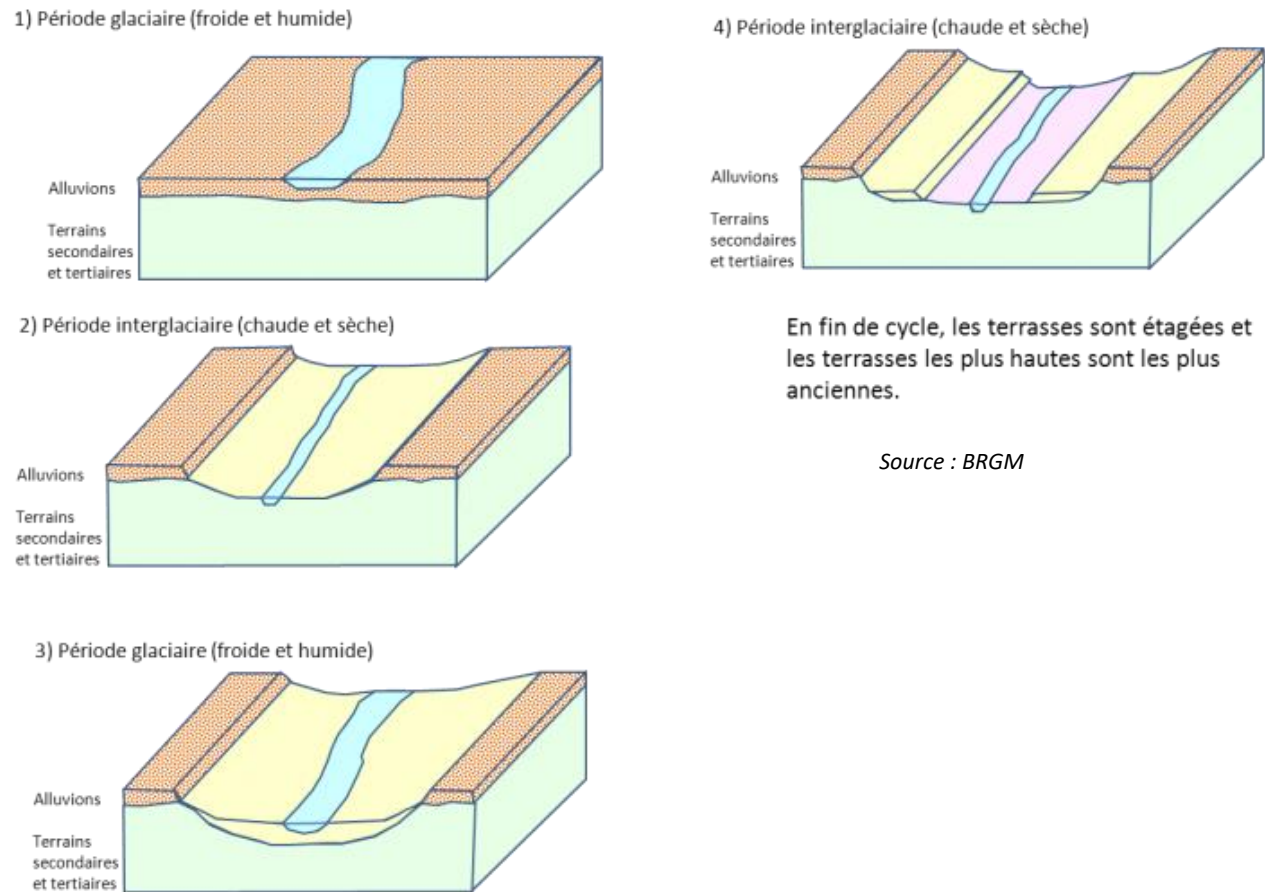 1) Période glaciaire (froide et humide)
Alluvions
Terrains
secondaires
et tertiaires
2) Période interglaciaire (chaude et sèche)
Alluvions
Terrains
secondaires
et tertiaires
3) Période glaciaire (froide et humide)
Alluvions
Terrains
secondaires
et tertiaires
4) Période interglaciaire (chaude et sèche)
Alluvions
Terrains
secondaires
et tertiaires
En fin de cycle, les terrasses sont étagées et
les terrasses les plus hautes sont les plus
anciennes.
Source : BRGM